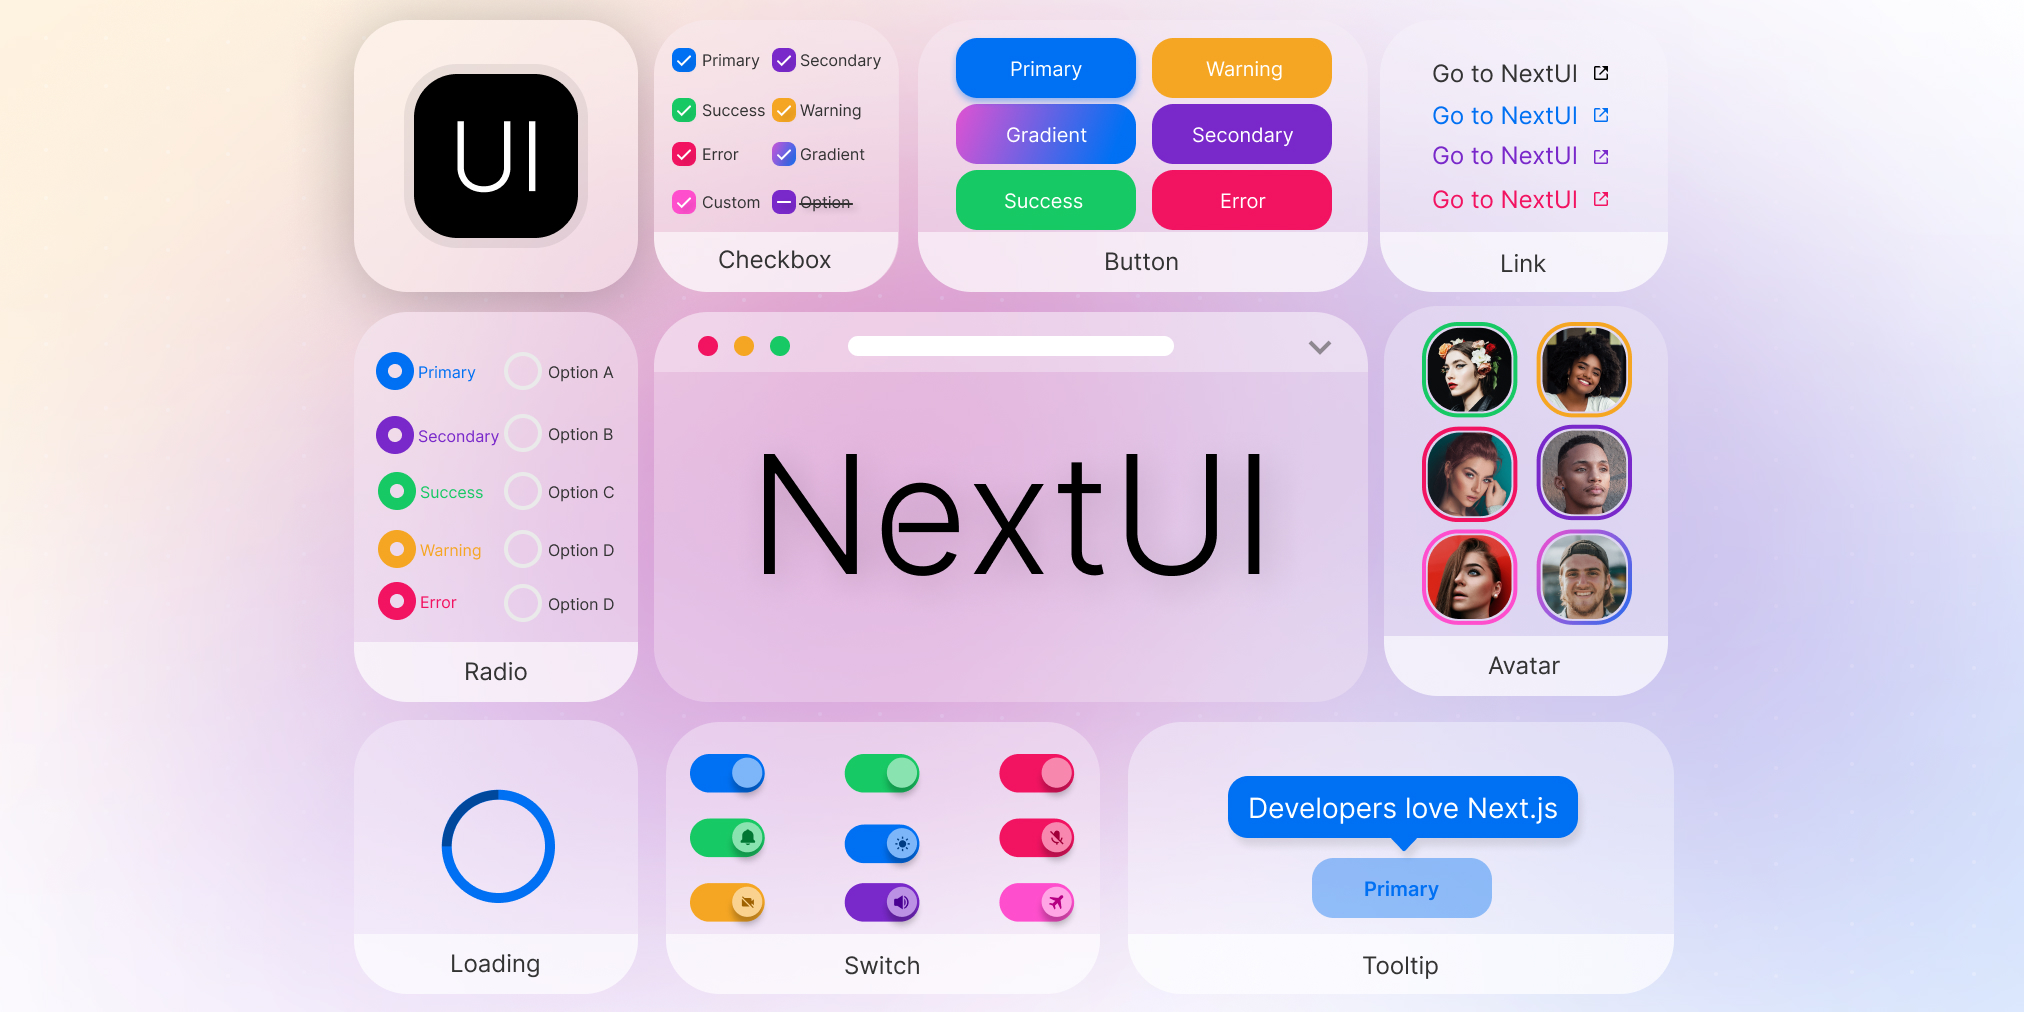 UI
Primary
Secondary
Success
Warning
Error
Gradient
Custom
Option
Checkbox
Primary
Warning
Gradient
Secondary
Success
Error
Button
Go to NextUI
Go to NextUI
Go to NextUI
Go to NextUI
Link
Primary
Option A
Secondary
Option B
Success
Option C
Warning
Option D
Error
Option D
Radio
NextUI
Avatar
Loading
Switch
Developers love Next.js
Primary
Tooltip